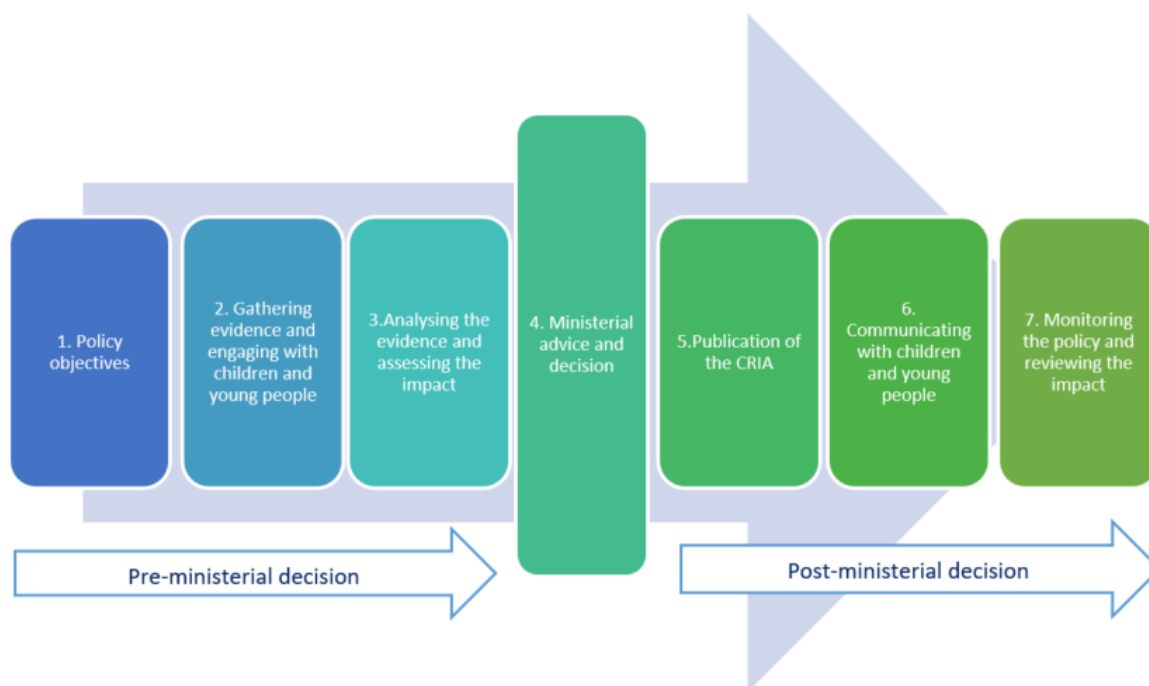 1. Policy
objectives
2. Gathering
evidence and
engaging with
children and
young people
3.Analysing the
evidence and
assessing the
impact
4. Ministerial
advice and
decision
5.Publication
of the CRIA
6.
Communicating
with children
and young
people
7. Monitoring
the policy and
reviewing the
impact
Pre-ministerial decision
Post-ministerial decision